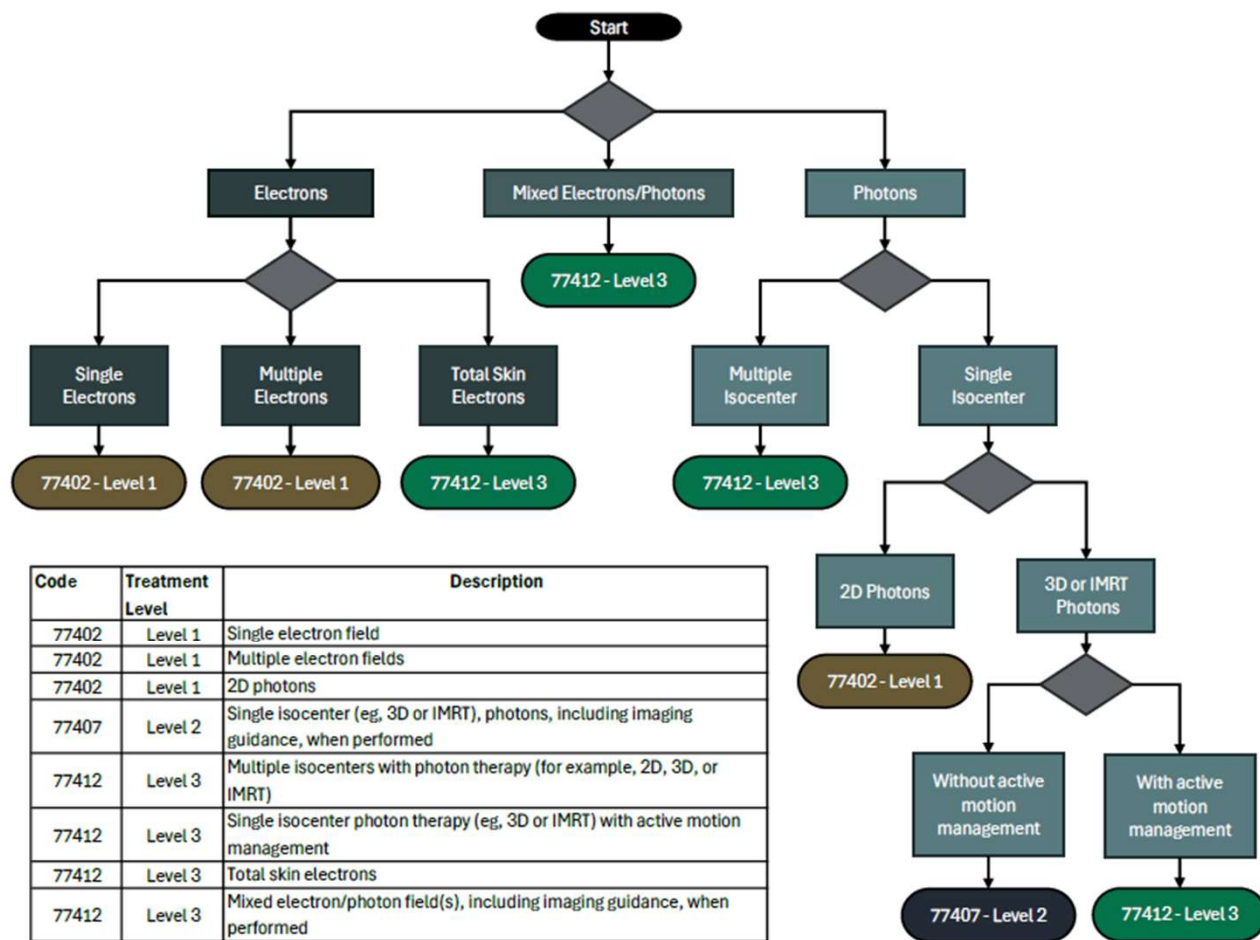 Start
Electrons
Mixed Electrons/Photons
Photons
77412 - Level 3
Single
Electrons
Multiple
Electrons
Total Skin
Electrons
Multiple
Isocenter
Single
Isocenter
77402 - Level 1
77402 - Level 1
77412 - Level 3
77412 - Level 3
2D Photons
3D or IMRT
Photons
77402 - Level 1
Without active
motion
management
With active
motion
management
77407 - Level 2
77412 - Level 3
Code Treatment Level Description
77402 Level 1 Single electron field
77402 Level 1 Multiple electron fields
77402 Level 1 2D photons
77407 Level 2 Single isocenter (eg, 3D or IMRT), photons, including imaging
guidance, when performed
77412 Level 3 Multiple isocenters with photon therapy (for example, 2D, 3D, or
IMRT)
77412 Level 3 Single isocenter photon therapy (eg, 3D or IMRT) with active motion
management
77412 Level 3 Total skin electrons
77412 Level 3 Mixed electron/photon field(s), including imaging guidance, when
performed